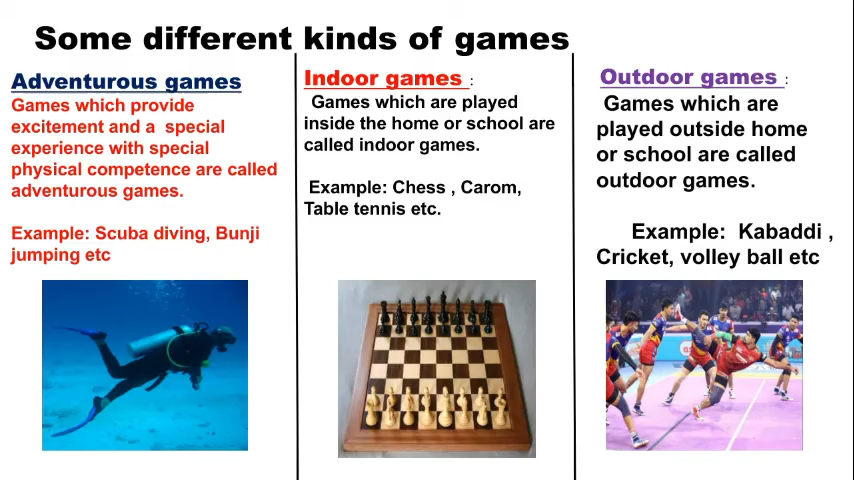 Some different kinds of games
Adventurous games
Games which provide
excitement and a special
experience with special
physical competence are called
adventurous games.
Example: Scuba diving, Bunji
jumping etc
Indoor games :
Games which are played
inside the home or school are
called indoor games.
Example: Chess , Carom,
Table tennis etc.
Outdoor games :
Games which are
played outside home
or school are called
outdoor games.
Example: Kabaddi ,
Cricket, volley ball etc